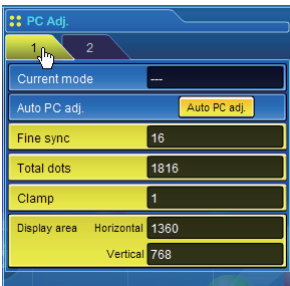 PC Adj.
1 2
Current mode ---
Auto PC adj. Auto PC adj.
Fine sync 16
Total dots 1816
Clamp 1
Display area Horizontal 1360
Vertical 768